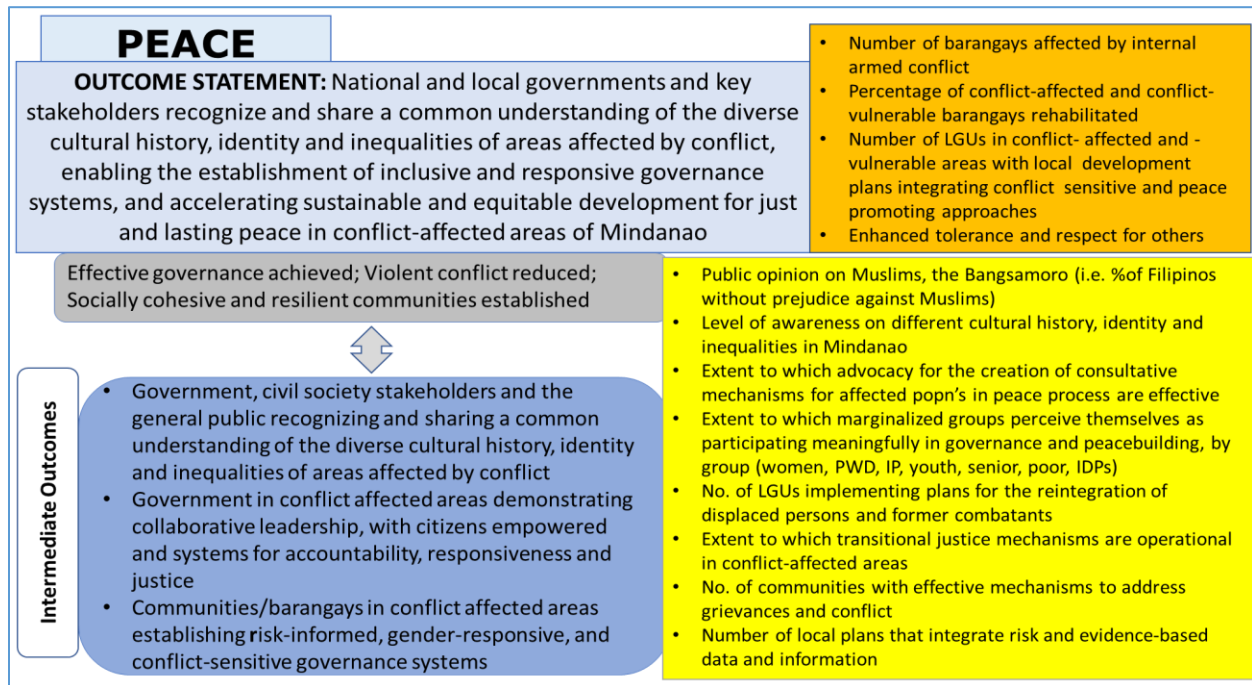 PEACE
OUTCOME STATEMENT: National and local governments and key
stakeholders recognize and share a common understanding of the diverse
cultural history, identity and inequalities of areas affected by conflict,
enabling the establishment of inclusive and responsive governance
systems, and accelerating sustainable and equitable development for just
and lasting peace in conflict-affected areas of Mindanao
• Number of barangays affected by internal
armed conflict
• Percentage of conflict-affected and conflict-
vulnerable barangays rehabilitated
• Number of LGUs in conflict- affected and -
vulnerable areas with local development
plans integrating conflict sensitive and peace
promoting approaches
• Enhanced tolerance and respect for others
Effective governance achieved; Violent conflict reduced;
Socially cohesive and resilient communities established
Intermediate Outcomes
• Government, civil society stakeholders and the
general public recognizing and sharing a common
understanding of the diverse cultural history, identity
and inequalities of areas affected by conflict
• Government in conflict affected areas demonstrating
collaborative leadership, with citizens empowered
and systems for accountability, responsiveness and
justice
• Communities/barangays in conflict affected areas
establishing risk-informed, gender-responsive, and
conflict-sensitive governance systems
• Public opinion on Muslims, the Bangsamoro (i.e. %of Filipinos
without prejudice against Muslims)
• Level of awareness on different cultural history, identity and
inequalities in Mindanao
• Extent to which advocacy for the creation of consultative
mechanisms for affected popn's in peace process are effective
• Extent to which marginalized groups perceive themselves as
participating meaningfully in governance and peacebuilding, by
group (women, PWD, IP, youth, senior, poor, IDPs)
• No. of LGUs implementing plans for the reintegration of
displaced persons and former combatants
• Extent to which transitional justice mechanisms are operational
in conflict-affected areas
• No. of communities with effective mechanisms to address
grievances and conflict
• Number of local plans that integrate risk and evidence-based
data and information